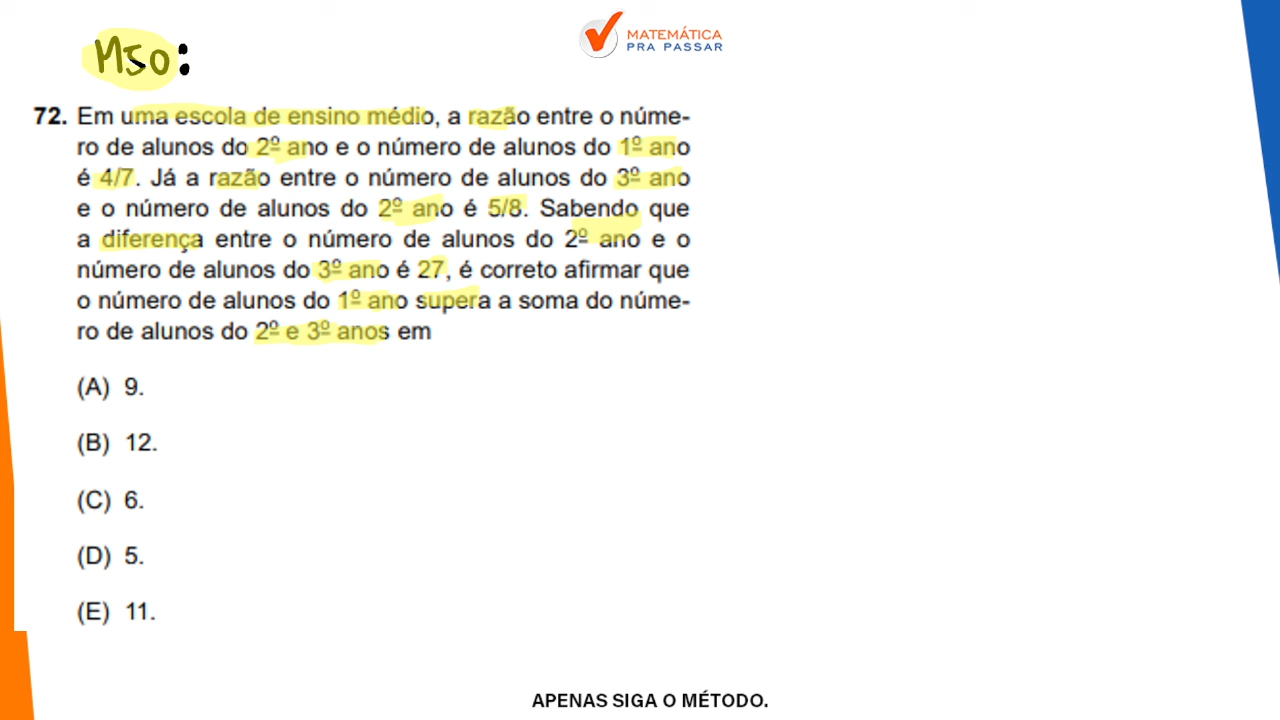 M50:
MATEMÁTICA
PRA PASSAR
72. Em uma escola de ensino médio, a razão entre o núme-
ro de alunos do 2º ano e o número de alunos do 1º ano
é 4/7. Já a razão entre o número de alunos do 3º ano
e o número de alunos do 2º ano é 5/8. Sabendo que
a diferença entre o número de alunos do 2º ano e o
número de alunos do 3º ano é 27, é correto afirmar que
o número de alunos do 1º ano supera a soma do núme-
ro de alunos do 2º e 3º anos em
(A) 9.
(B) 12.
(C) 6.
(D) 5.
(E) 11.
APENAS SIGA O MÉTODO.